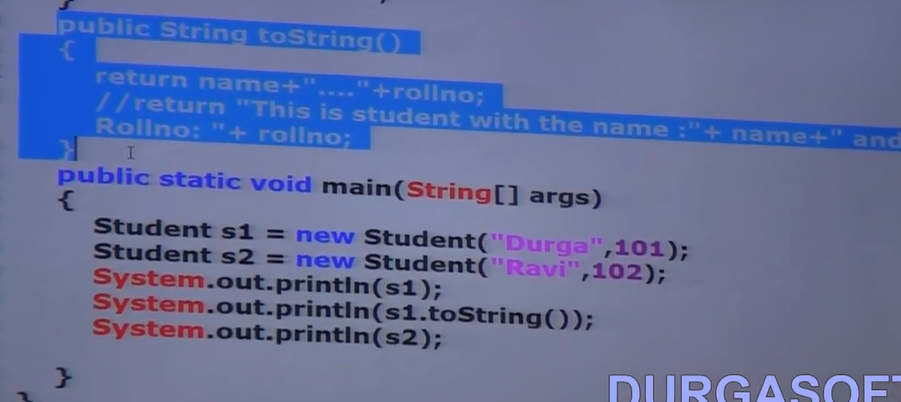 }
public String toString()
{
return name+"...."+rollno;
//return "This is student with the name :"+ name+" and
Rollno: "+ rollno;
}
public static void main(String[] args)
{
Student s1 = new Student("Durga",101);
Student s2 = new Student("Ravi",102);
System.out.println(s1);
System.out.println(s1.toString());
System.out.println(s2);
}
}
DURGASOFT